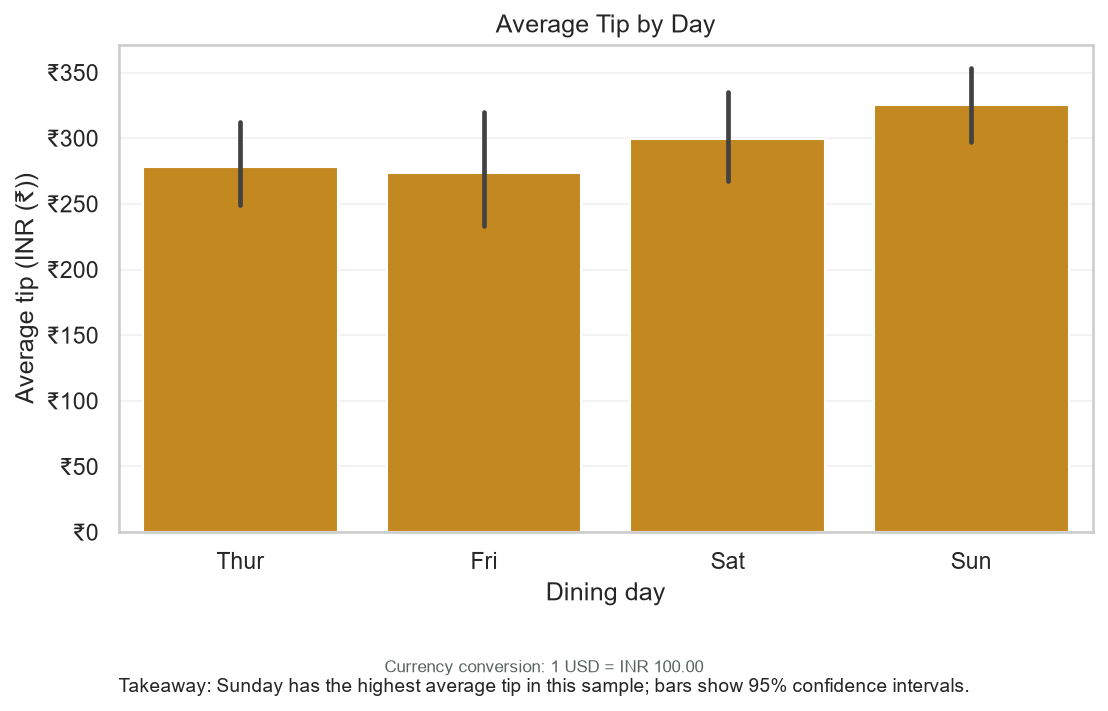 Average Tip by Day
Average tip (INR (₹))
₹350
₹300
₹250
₹200
₹150
₹100
₹50
₹0
Thur Fri Sat Sun
Dining day
Currency conversion: 1 USD = INR 100.00
Takeaway: Sunday has the highest average tip in this sample; bars show 95% confidence intervals.